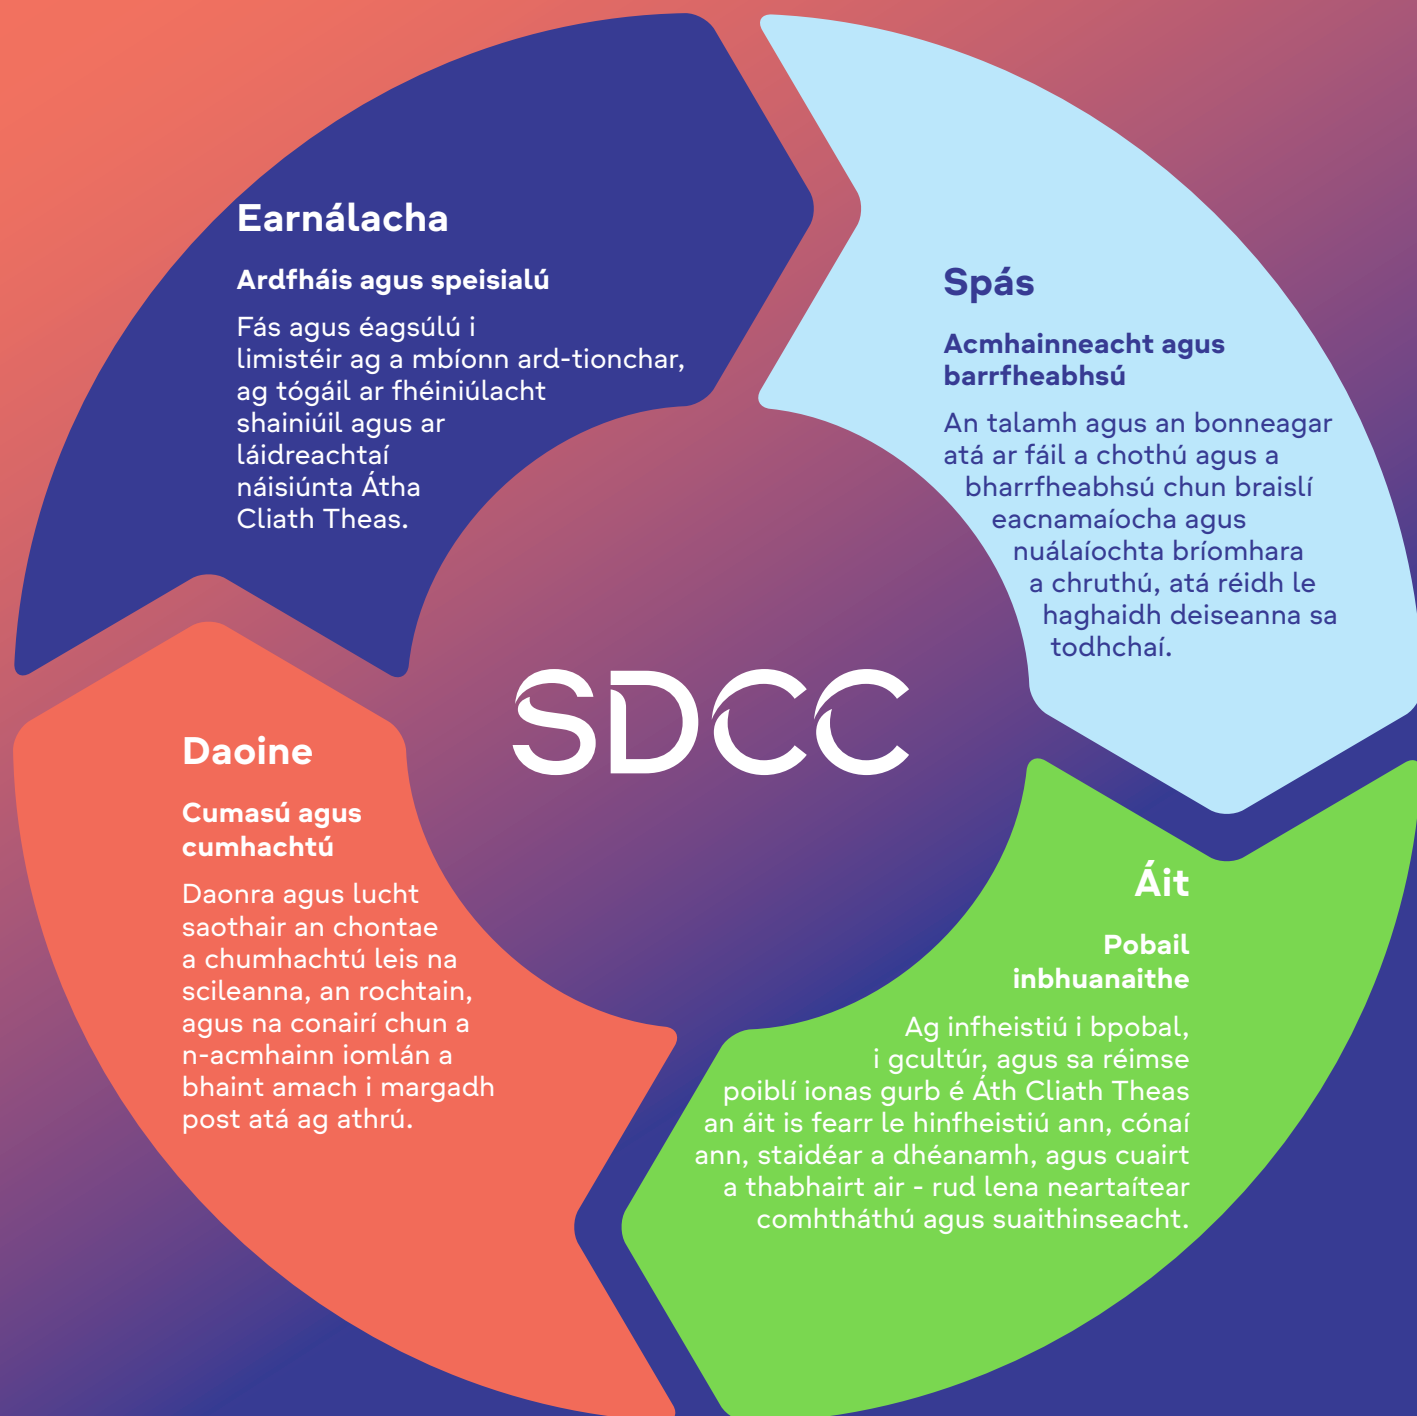 Earnálacha
Ardfháis agus speisialú
Fás agus éagsúlú i
limistéir ag a mbíonn ard-tionchar,
ag tógáil ar fhéiniúlacht
shainiúil agus ar
láidreachtaí
náisiúnta Átha
Cliath Theas.
Spás
Acmhainneacht agus
barrfheabhsú
An talamh agus an bonneagar
atá ar fáil a chothú agus a
bharrfheabhsú chun braislí
eacnamaíocha agus
nuálaíochta bríomhara
a chruthú, atá réidh le
haghaidh deiseanna sa
todhchaí.
SDCC
Daoine
Cumasú agus
cumhachtú
Daonra agus lucht
saothair an chontae
a chumhachtú leis na
scileanna, an rochtain,
agus na conairí chun a
n-acmhainn iomlán a
bhaint amach i margadh
post atá ag athrú.
Áit
Pobail
inbhuanaithe
Ag infheistiú i bpobal,
i gcultúr, agus sa réimse
poiblí ionas gurb é Áth Cliath Theas
an áit is fearr le hinfheistiú ann, cónaí
ann, staidéar a dhéanamh, agus cuairt
a thabhairt air - rud lena neartaítear
comhtháthú agus suaithinseacht.